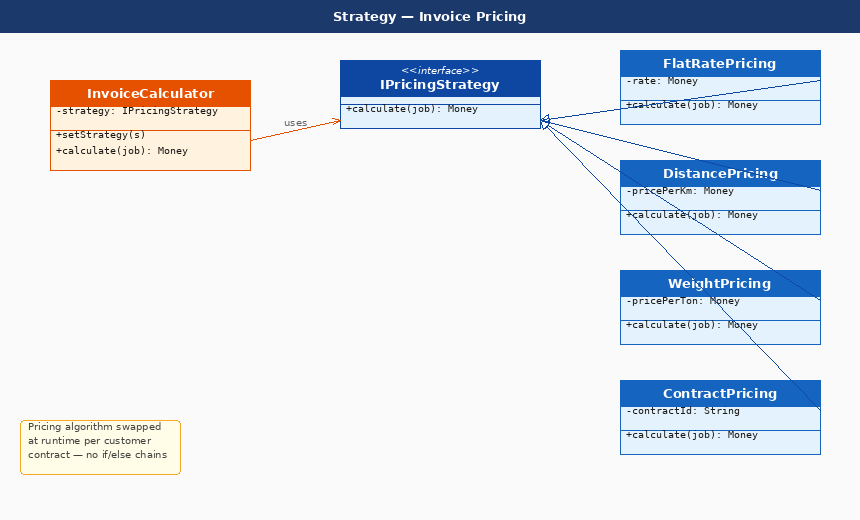 Strategy — Invoice Pricing
InvoiceCalculator
-strategy: IPricingStrategy
+setStrategy(s)
+calculate(job): Money
uses
<<interface>>
IPricingStrategy
+calculate(job): Money
FlatRatePricing
-rate: Money
+calculate(job): Money
DistancePricing
-pricePerKm: Money
+calculate(job): Money
WeightPricing
-pricePerTon: Money
+calculate(job): Money
ContractPricing
-contractId: String
+calculate(job): Money
Pricing algorithm swapped
at runtime per customer
contract — no if/else chains